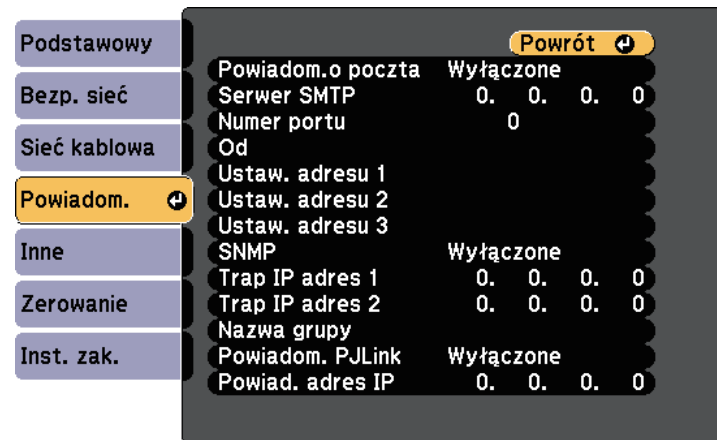 Podstawowy
Bezp. sieć
Sieć kablowa
Powiadom.
Inne
Zerowanie
Inst. zak.
Powrót
Powiadom.o poczta Wyłączone
Serwer SMTP 0. 0. 0. 0
Numer portu 0
Od
Ustaw. adresu 1
Ustaw. adresu 2
Ustaw. adresu 3
SNMP Wyłączone
Trap IP adres 1 0. 0. 0. 0
Trap IP adres 2 0. 0. 0. 0
Nazwa grupy
Powiadom. PJLink Wyłączone
Powiad. adres IP 0. 0. 0. 0